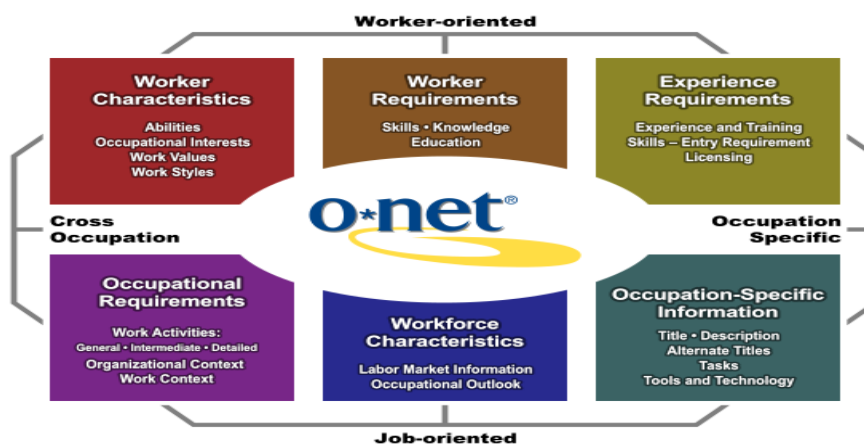 Worker-oriented
Worker
Characteristics
Abilities
Occupational Interests
Work Values
Work Styles
Worker
Requirements
Skills • Knowledge
Education
Experience
Requirements
Experience and Training
Skills – Entry Requirement
Licensing
o*net®
Cross
Occupation
Occupation
Specific
Occupational
Requirements
Work Activities:
General • Intermediate • Detailed
Organizational Context
Work Context
Workforce
Characteristics
Labor Market Information
Occupational Outlook
Occupation-Specific
Information
Title • Description
Alternate Titles
Tasks
Tools and Technology
Job-oriented